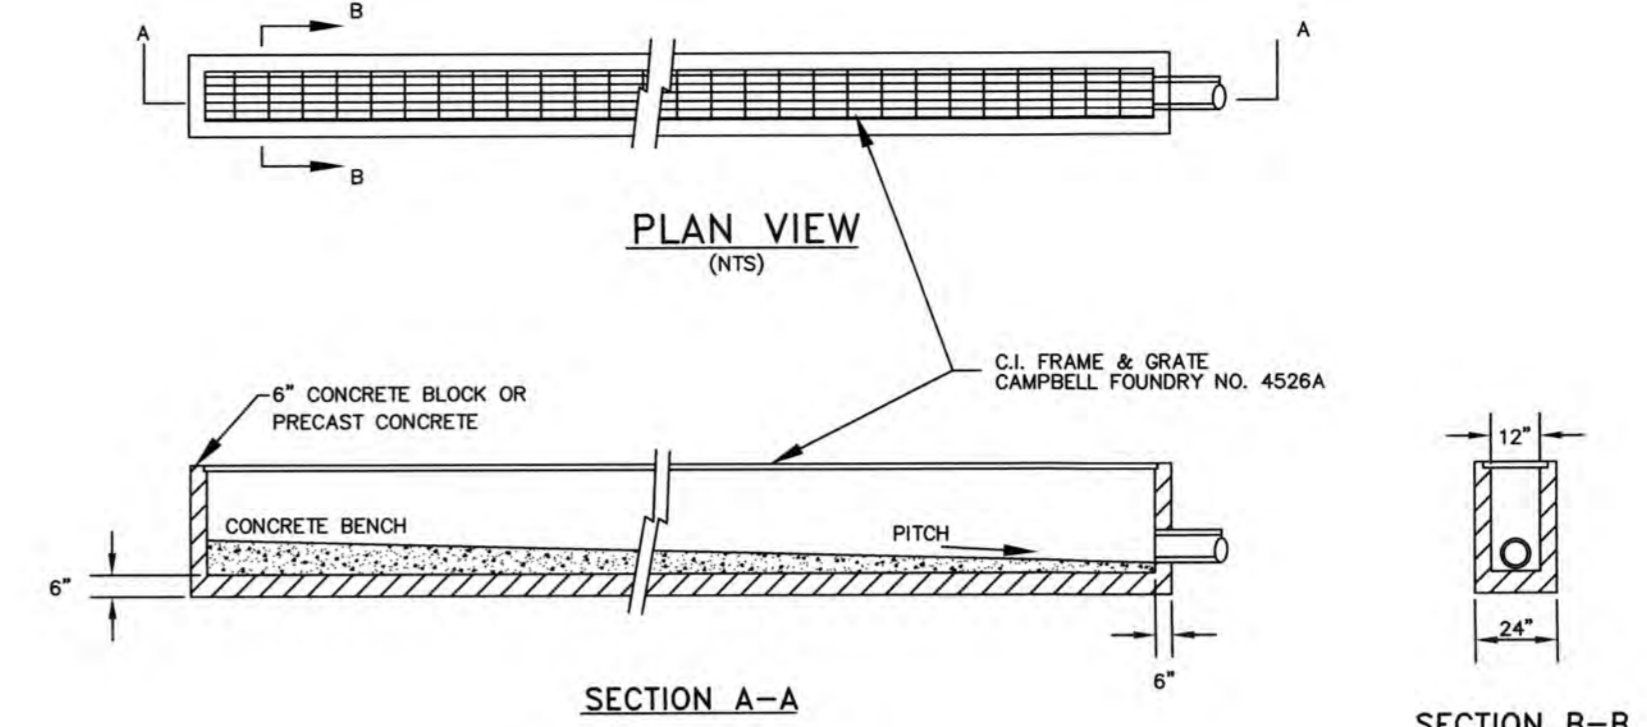 B
A
A
B
PLAN VIEW
(NTS)
C.I. FRAME & GRATE
CAMPBELL FOUNDRY NO. 4526A
6" CONCRETE BLOCK OR
PRECAST CONCRETE
12"
CONCRETE BENCH
PITCH
6"
24"
6"
SECTION A-A
SECTION B-B